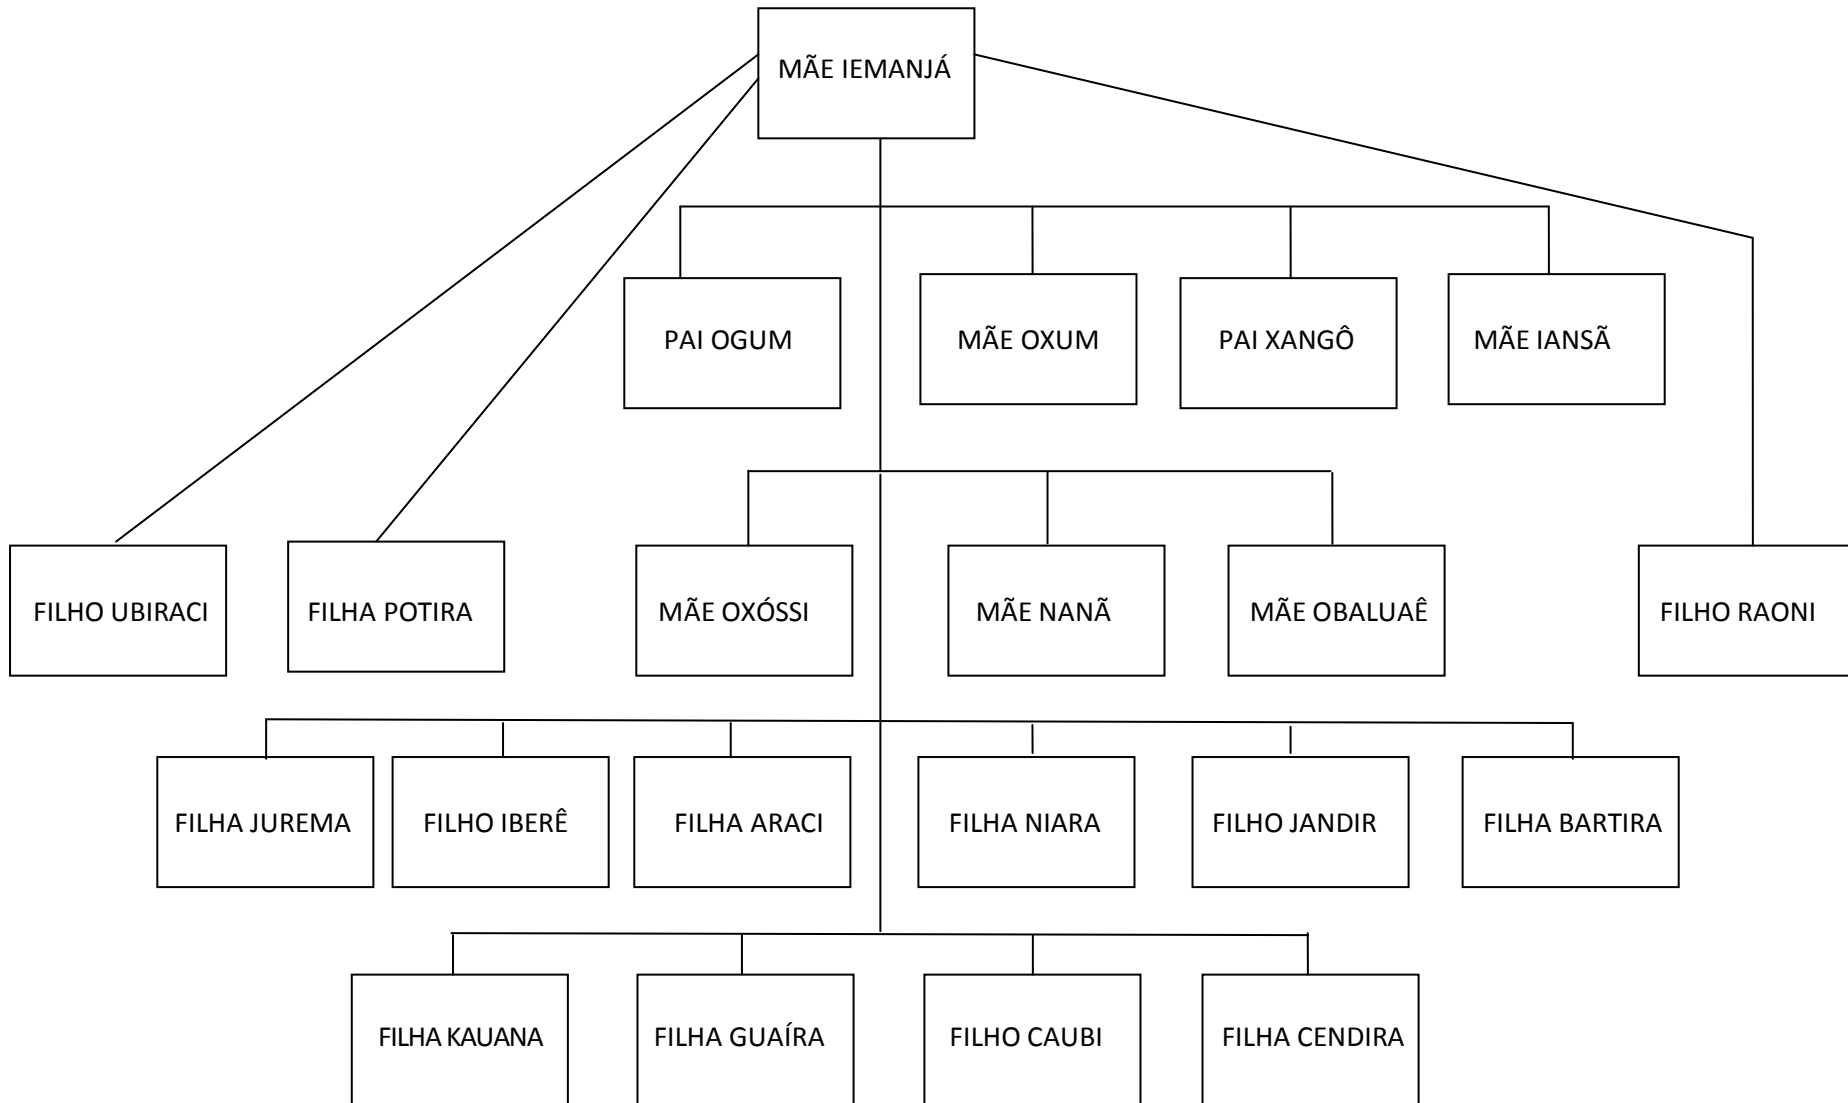 MÃE IEMANJÁ
PAI OGUM
MÃE OXUM
PAI XANGÔ
MÃE IANSÃ
FILHO UBIRACI
FILHA POTIRA
MÃE OXÓSSI
MÃE NANÃ
MÃE OBALUAÊ
FILHO RAONI
FILHA JUREMA
FILHO IBERÊ
FILHA ARACI
FILHA NIARA
FILHO JANDIR
FILHA BARTIRA
FILHA KAUANA
FILHA GUAÍRA
FILHO CAUBI
FILHA CENDIRA